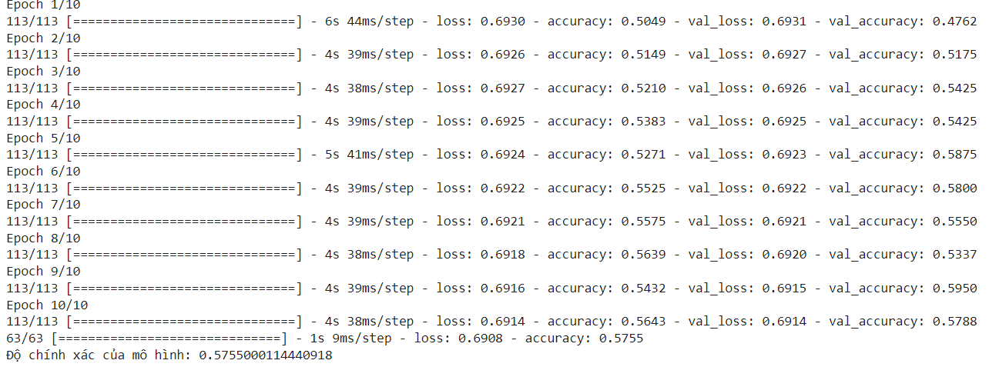 Epoch 1/10
113/113 [==============================] - 6s 44ms/step - loss: 0.6930 - accuracy: 0.5049 - val_loss: 0.6931 - val_accuracy: 0.4762
Epoch 2/10
113/113 [==============================] - 4s 39ms/step - loss: 0.6926 - accuracy: 0.5149 - val_loss: 0.6927 - val_accuracy: 0.5175
Epoch 3/10
113/113 [==============================] - 4s 38ms/step - loss: 0.6927 - accuracy: 0.5210 - val_loss: 0.6926 - val_accuracy: 0.5425
Epoch 4/10
113/113 [==============================] - 4s 39ms/step - loss: 0.6925 - accuracy: 0.5383 - val_loss: 0.6925 - val_accuracy: 0.5425
Epoch 5/10
113/113 [==============================] - 5s 41ms/step - loss: 0.6924 - accuracy: 0.5271 - val_loss: 0.6923 - val_accuracy: 0.5875
Epoch 6/10
113/113 [==============================] - 4s 39ms/step - loss: 0.6922 - accuracy: 0.5525 - val_loss: 0.6922 - val_accuracy: 0.5800
Epoch 7/10
113/113 [==============================] - 4s 39ms/step - loss: 0.6921 - accuracy: 0.5575 - val_loss: 0.6921 - val_accuracy: 0.5550
Epoch 8/10
113/113 [==============================] - 4s 38ms/step - loss: 0.6918 - accuracy: 0.5639 - val_loss: 0.6920 - val_accuracy: 0.5337
Epoch 9/10
113/113 [==============================] - 4s 39ms/step - loss: 0.6916 - accuracy: 0.5432 - val_loss: 0.6915 - val_accuracy: 0.5950
Epoch 10/10
113/113 [==============================] - 4s 38ms/step - loss: 0.6914 - accuracy: 0.5643 - val_loss: 0.6914 - val_accuracy: 0.5788
63/63 [==============================] - 1s 9ms/step - loss: 0.6908 - accuracy: 0.5755
Độ chính xác của mô hình: 0.5755000114440918